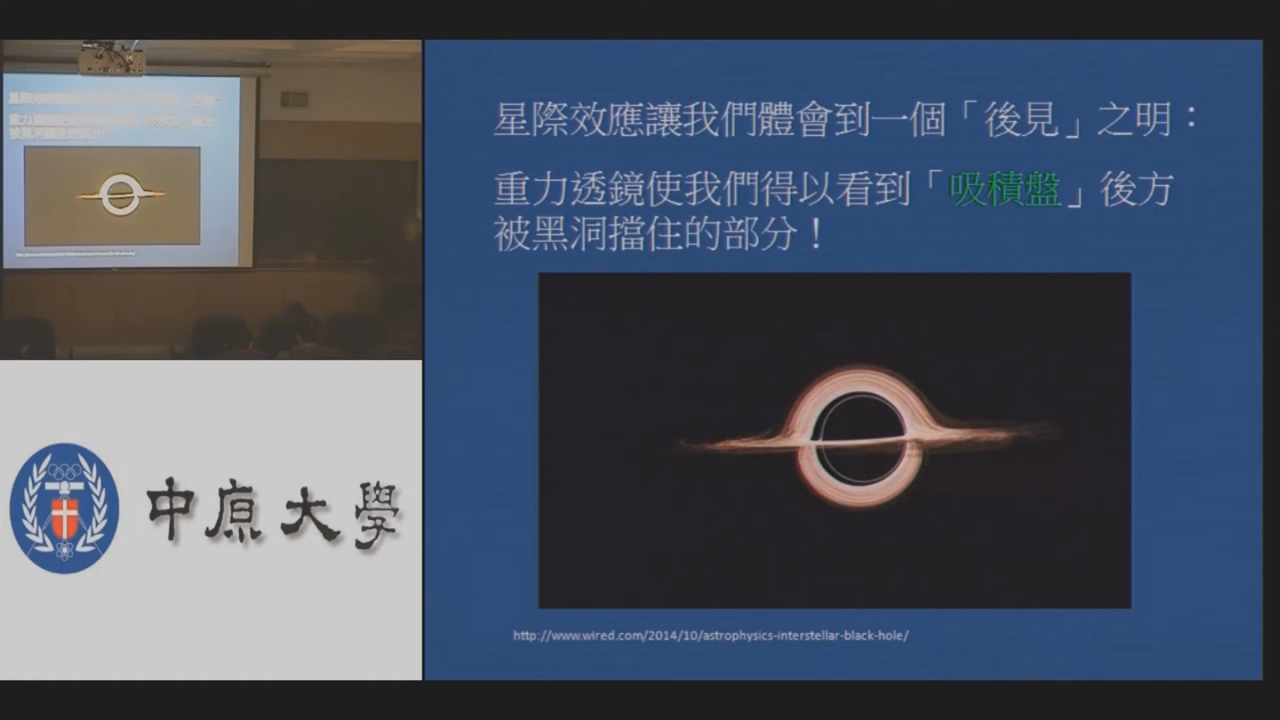 星際效應讓我們體會到一個「後見」之明：
重力透鏡使我們得以看到「吸積盤」後方
被黑洞擋住的部分！
http://www.wired.com/2014/10/astrophysics-interstellar-black-hole/
中原大學